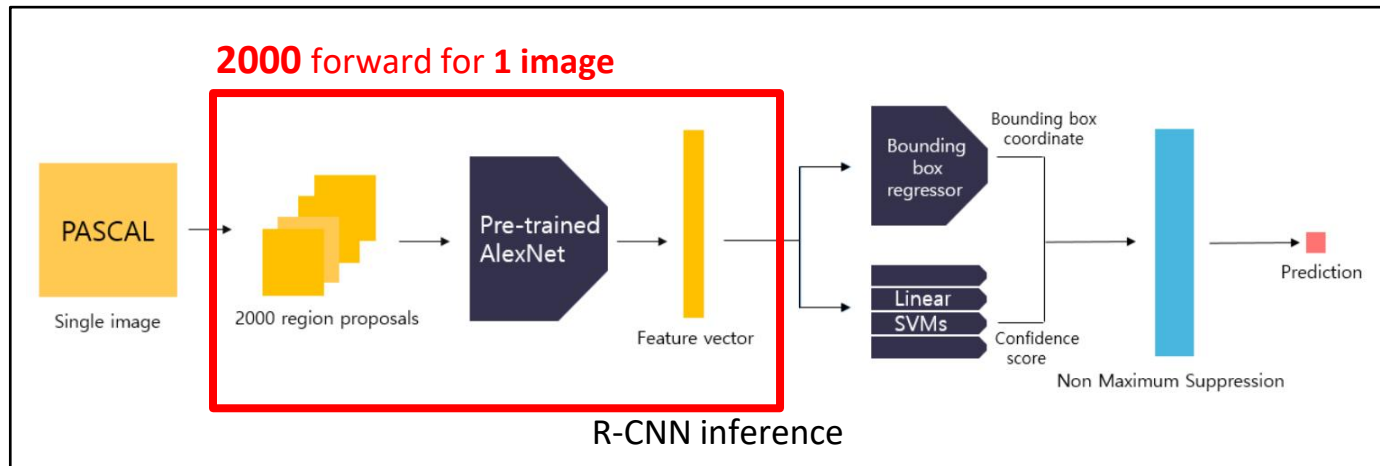 2000 forward for 1 image
PASCAL
Single image
2000 region proposals
Pre-trained
AlexNet
Feature vector
Bounding
box
regressor
Bounding box
coordinate
Linear
SVMs
Confidence
score
Non Maximum Suppression
Prediction
R-CNN inference